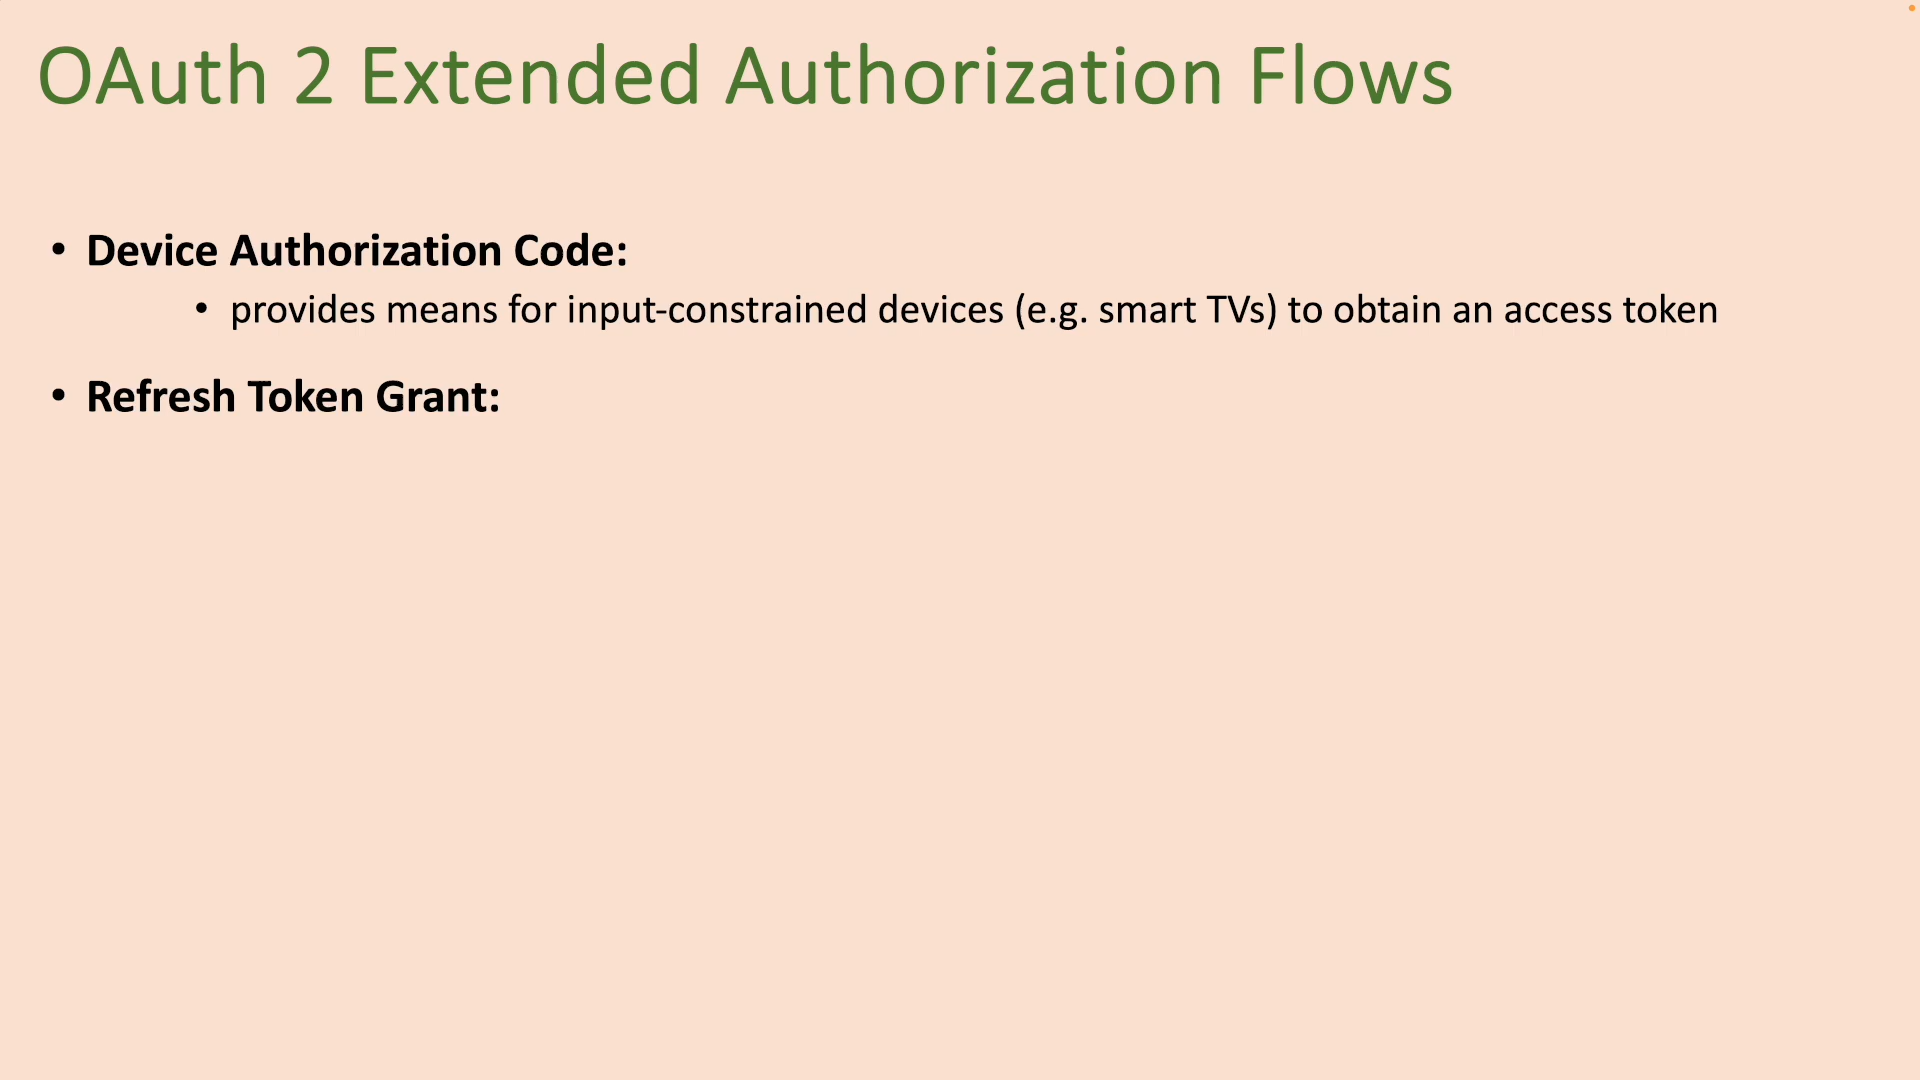 OAuth 2 Extended Authorization Flows
• Device Authorization Code:
• provides means for input-constrained devices (e.g. smart TVs) to obtain an access token
• Refresh Token Grant: